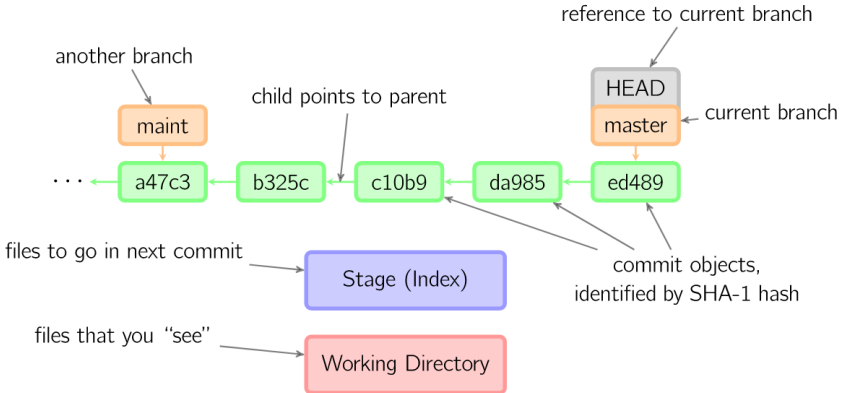 reference to current branch
another branch
HEAD
child points to parent
current branch
maint
master
...
a47c3
b325c
c10b9
da985
ed489
files to go in next commit
Stage (Index)
commit objects,
identified by SHA-1 hash
files that you “see”
Working Directory